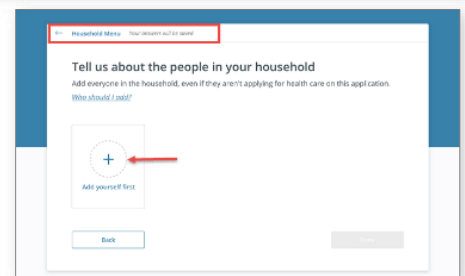 ← Household Menu Your answers will be saved
Tell us about the people in your household
Add everyone in the household, even if they aren't applying for health care on this application.
Who should I add?
+
Add yourself first
Back